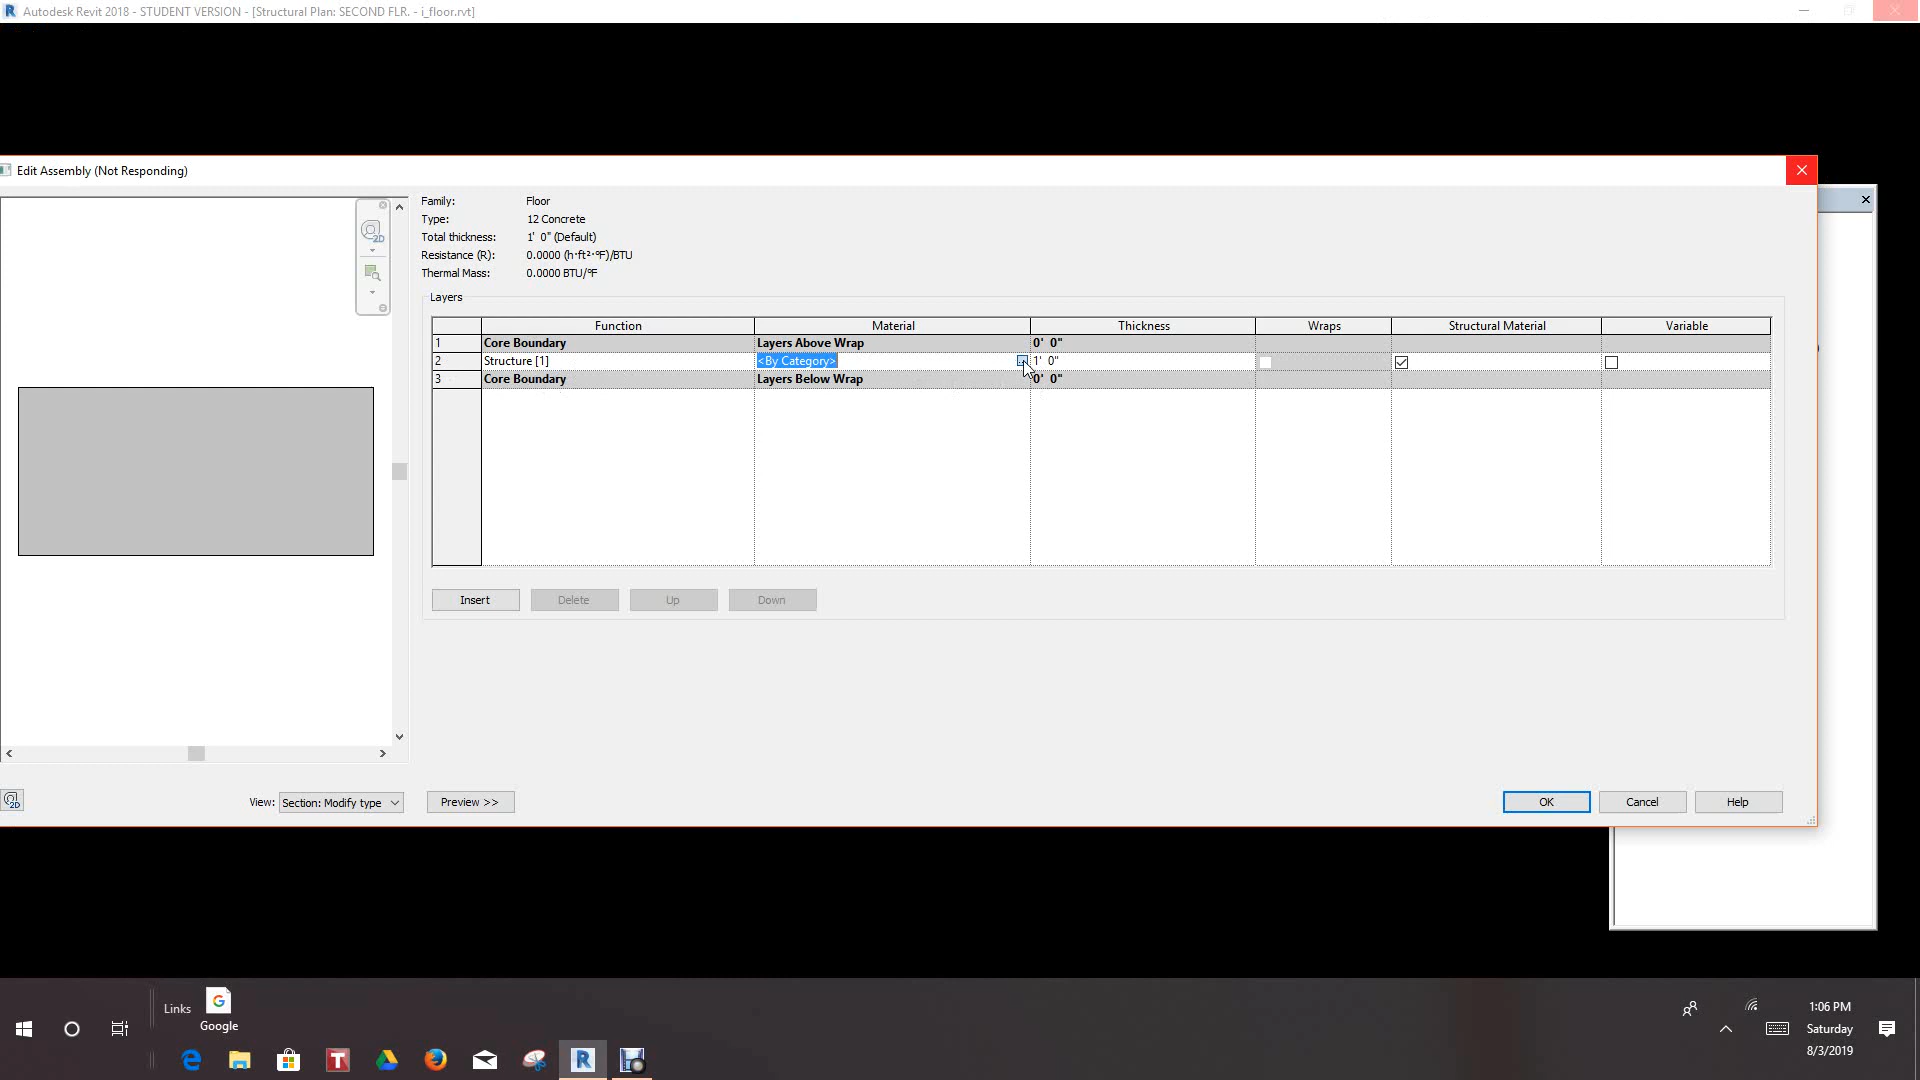 Autodesk Revit 2018 - STUDENT VERSION - [Structural Plan: SECOND FLR. - i_floor.rvt]
Edit Assembly (Not Responding)
Family: Floor
Type: 12 Concrete
Total thickness: 1' 0" (Default)
Resistance (R): 0.0000 (h·ft²·ºF)/BTU
Thermal Mass: 0.0000 BTU/ºF
Layers
Function Material Thickness Wraps Structural Material Variable
1 Core Boundary Layers Above Wrap 0' 0"
2 Structure [1] <By Category> 1' 0"
3 Core Boundary Layers Below Wrap 0' 0"
Insert Delete Up Down
View: Section: Modify type Preview >> OK Cancel Help
Links
Google
1:06 PM
Saturday
8/3/2019